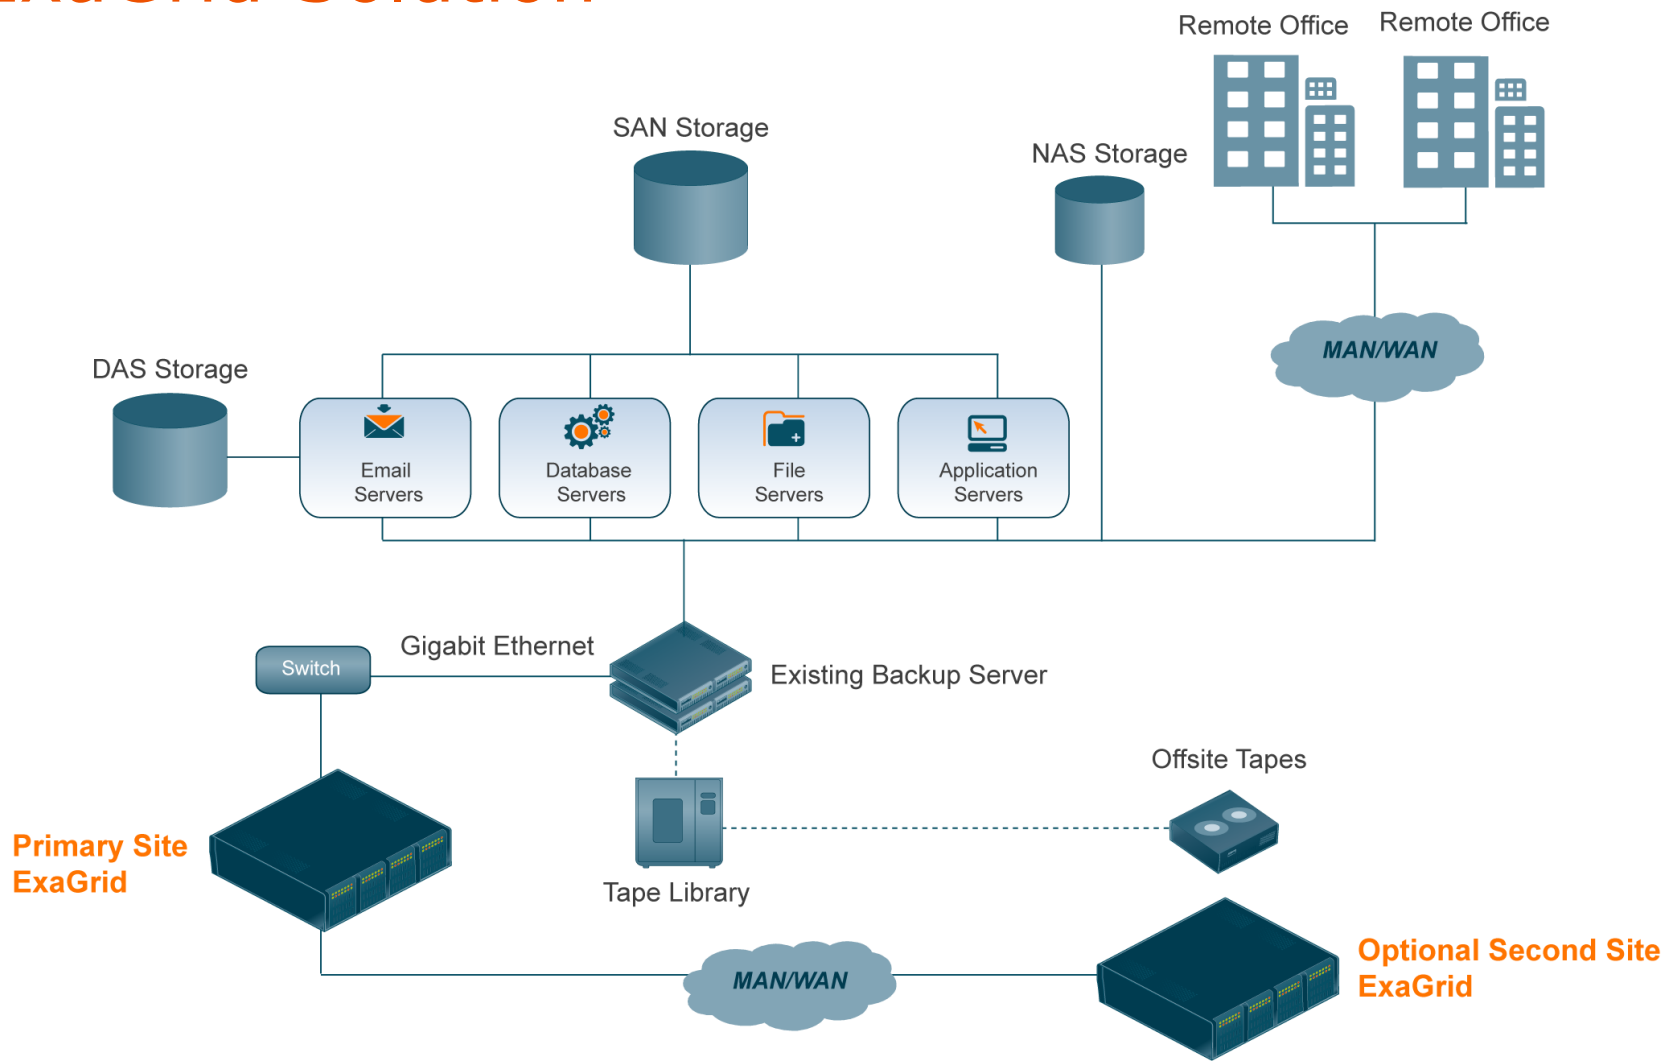 Solution
Remote Office
Remote Office
SAN Storage
NAS Storage
MAN/WAN
DAS Storage
Email
Servers
Database
Servers
File
Servers
Application
Servers
Gigabit Ethernet
Switch
Existing Backup Server
Offsite Tapes
Primary Site
ExaGrid
Tape Library
MAN/WAN
Optional Second Site
ExaGrid